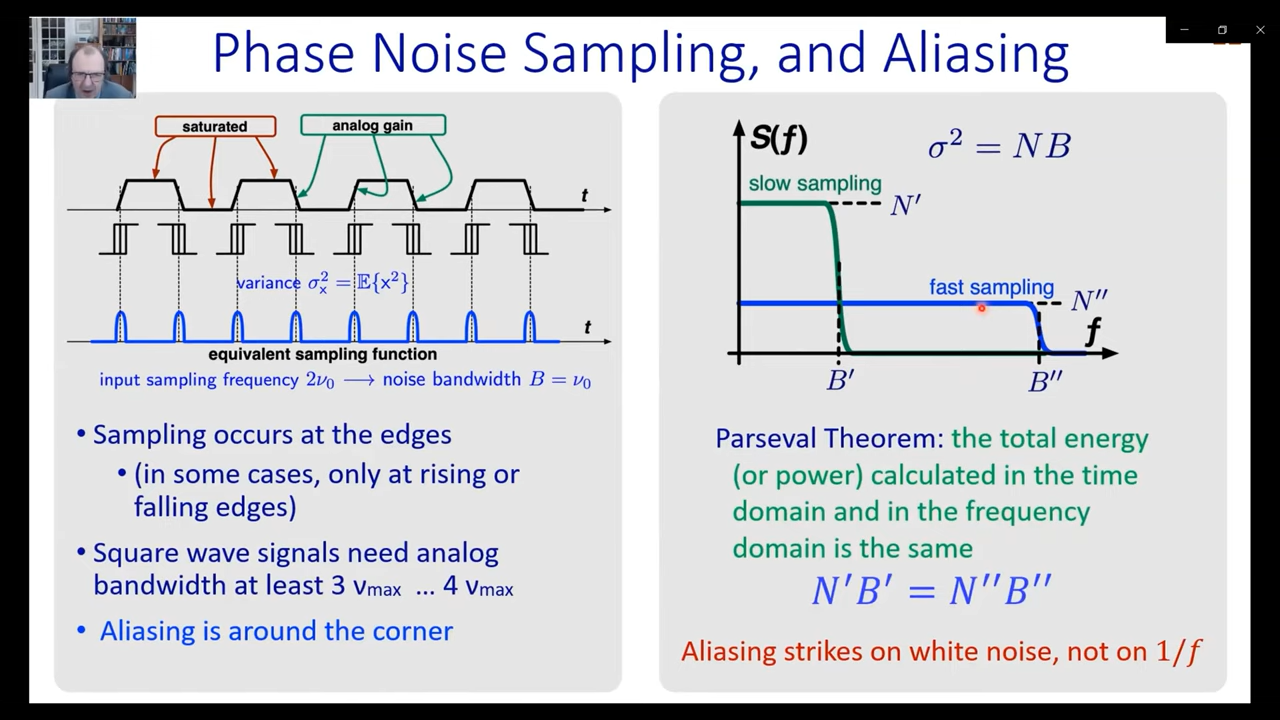 Phase Noise Sampling, and Aliasing
saturated
analog gain
t
variance σₓ² = 𝔼{x²}
t
equivalent sampling function
input sampling frequency 2ν₀ ⟶ noise bandwidth B = ν₀
• Sampling occurs at the edges
• (in some cases, only at rising or
falling edges)
• Square wave signals need analog
bandwidth at least 3 νmax ... 4 νmax
• Aliasing is around the corner
S(f)
σ² = NB
slow sampling
N′
fast sampling
N′′
f
B′
B′′
Parseval Theorem: the total energy
(or power) calculated in the time
domain and in the frequency
domain is the same
N′B′ = N′′B′′
Aliasing strikes on white noise, not on 1/f